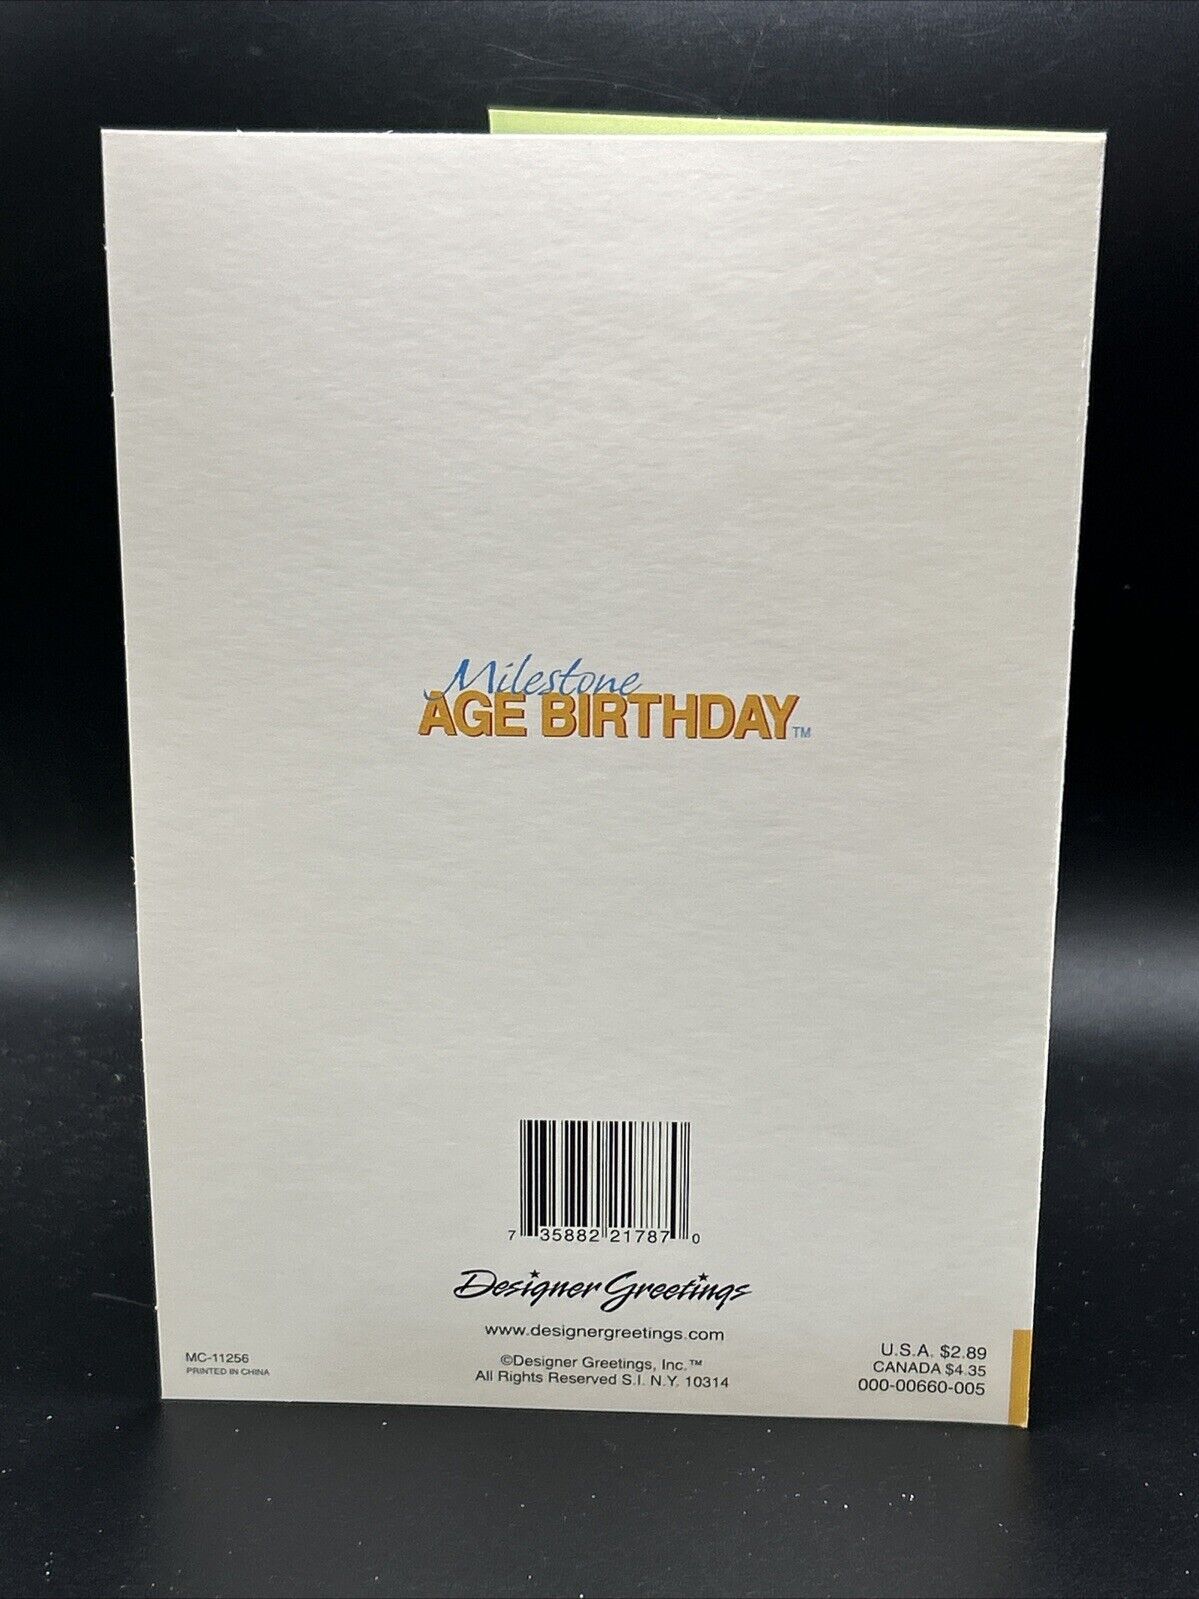 Milestone
AGE BIRTHDAY™
7 35882 21787 0
Designer Greetings
www.designergreetings.com
©Designer Greetings, Inc.™
All Rights Reserved S.I. N.Y. 10314
MC-11256
PRINTED IN CHINA
U.S.A. $2.89
CANADA $4.35
000-00660-005